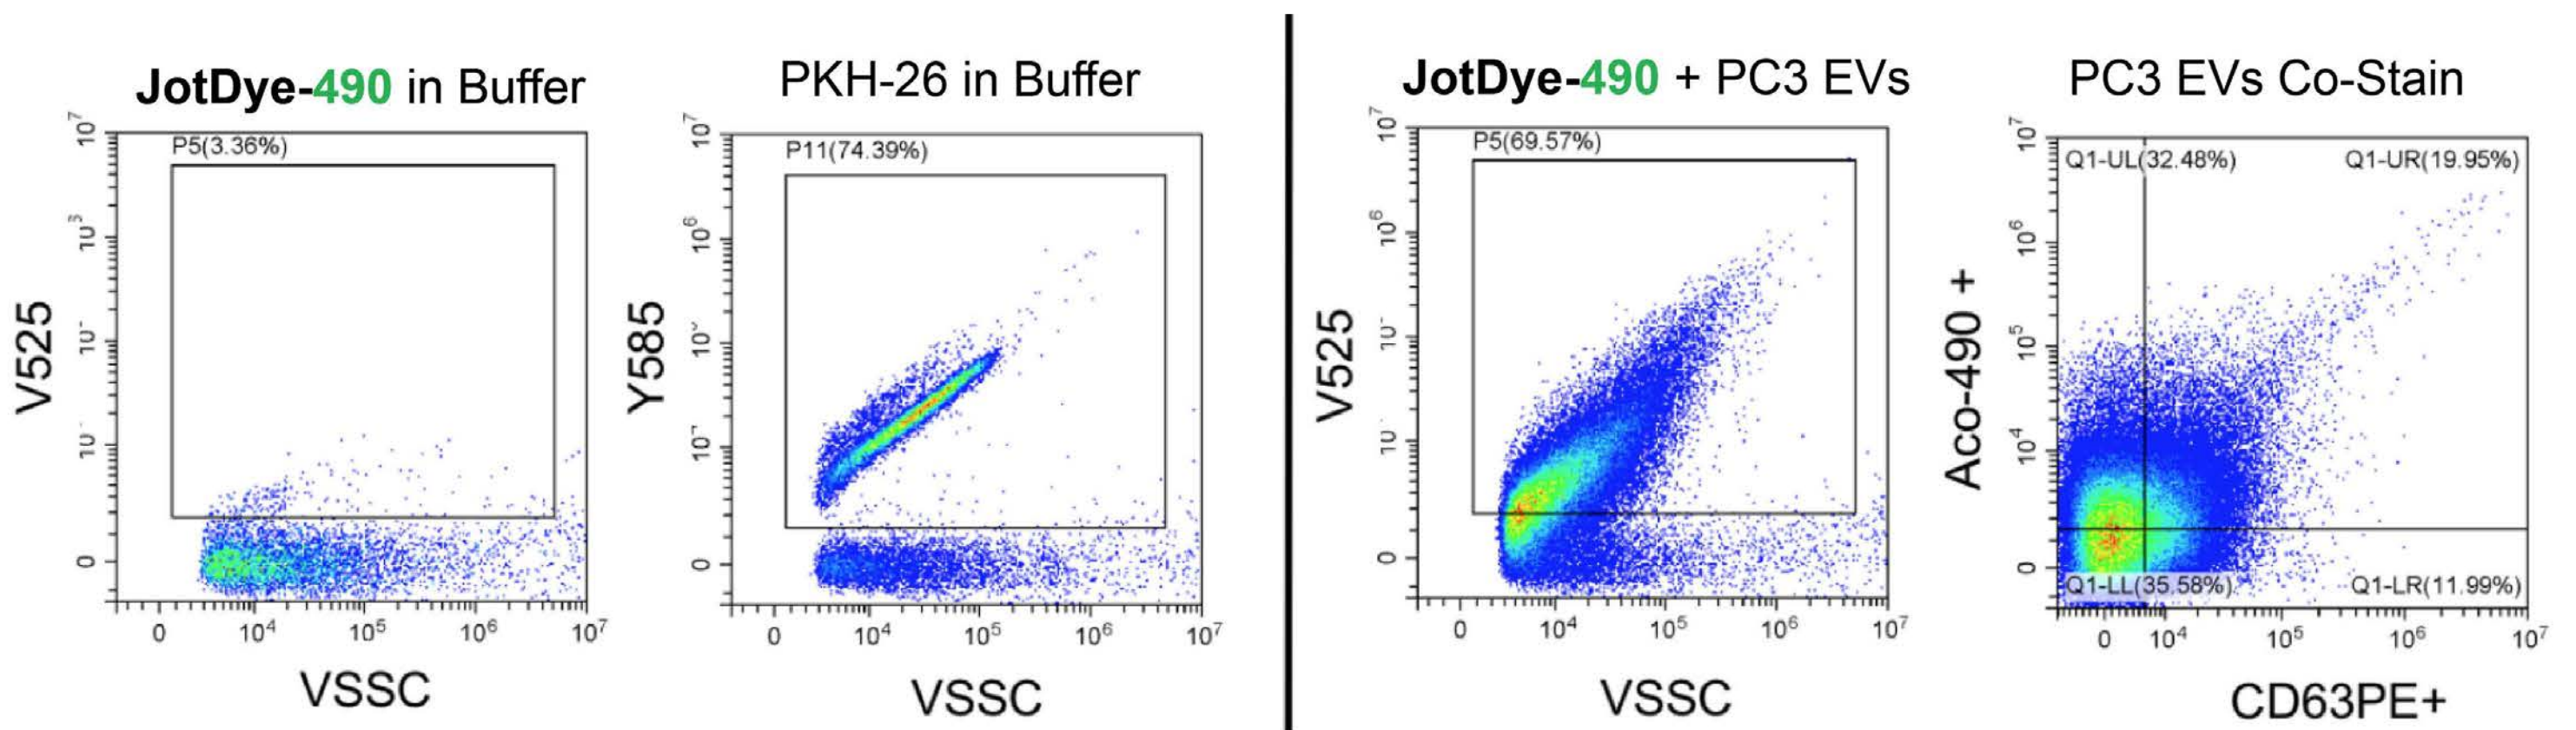 JotDye-490 in Buffer
P5(3.36%)
V525
10⁷
0
0
10⁴
10⁵
10⁶
10⁷
VSSC
PKH-26 in Buffer
P11(74.39%)
Y585
10⁷
10⁶
0
0
10⁴
10⁵
10⁶
10⁷
VSSC
JotDye-490 + PC3 EVs
P5(69.57%)
V525
10⁷
10⁶
0
0
10⁴
10⁵
10⁶
10⁷
VSSC
PC3 EVs Co-Stain
Q1-UL(32.48%)
Q1-UR(19.95%)
Aco-490 +
10⁷
10⁶
10⁵
10⁴
0
Q1-LL(35.58%)
Q1-LR(11.99%)
0
10⁴
10⁵
10⁶
10⁷
CD63PE+